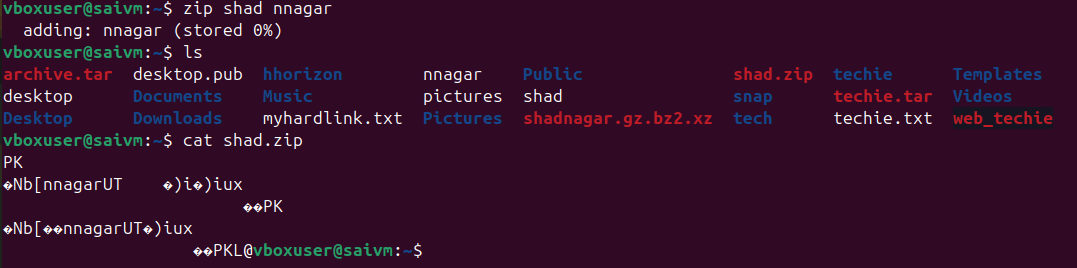 vboxuser@saivm:~$ zip shad nnagar
  adding: nnagar (stored 0%)
vboxuser@saivm:~$ ls
archive.tar  desktop.pub  hhorizon        nnagar    Public                shad.zip  techie      Templates
desktop      Documents    Music           pictures  shad                  snap      techie.tar  Videos
Desktop      Downloads    myhardlink.txt  Pictures  shadnagar.gz.bz2.xz  tech      techie.txt  web_techie
vboxuser@saivm:~$ cat shad.zip
PK
�Nb[nnagarUT    �)i�)iux
                        ��PK
�Nb[��nnagarUT�)iux
                   ��PKL@vboxuser@saivm:~$